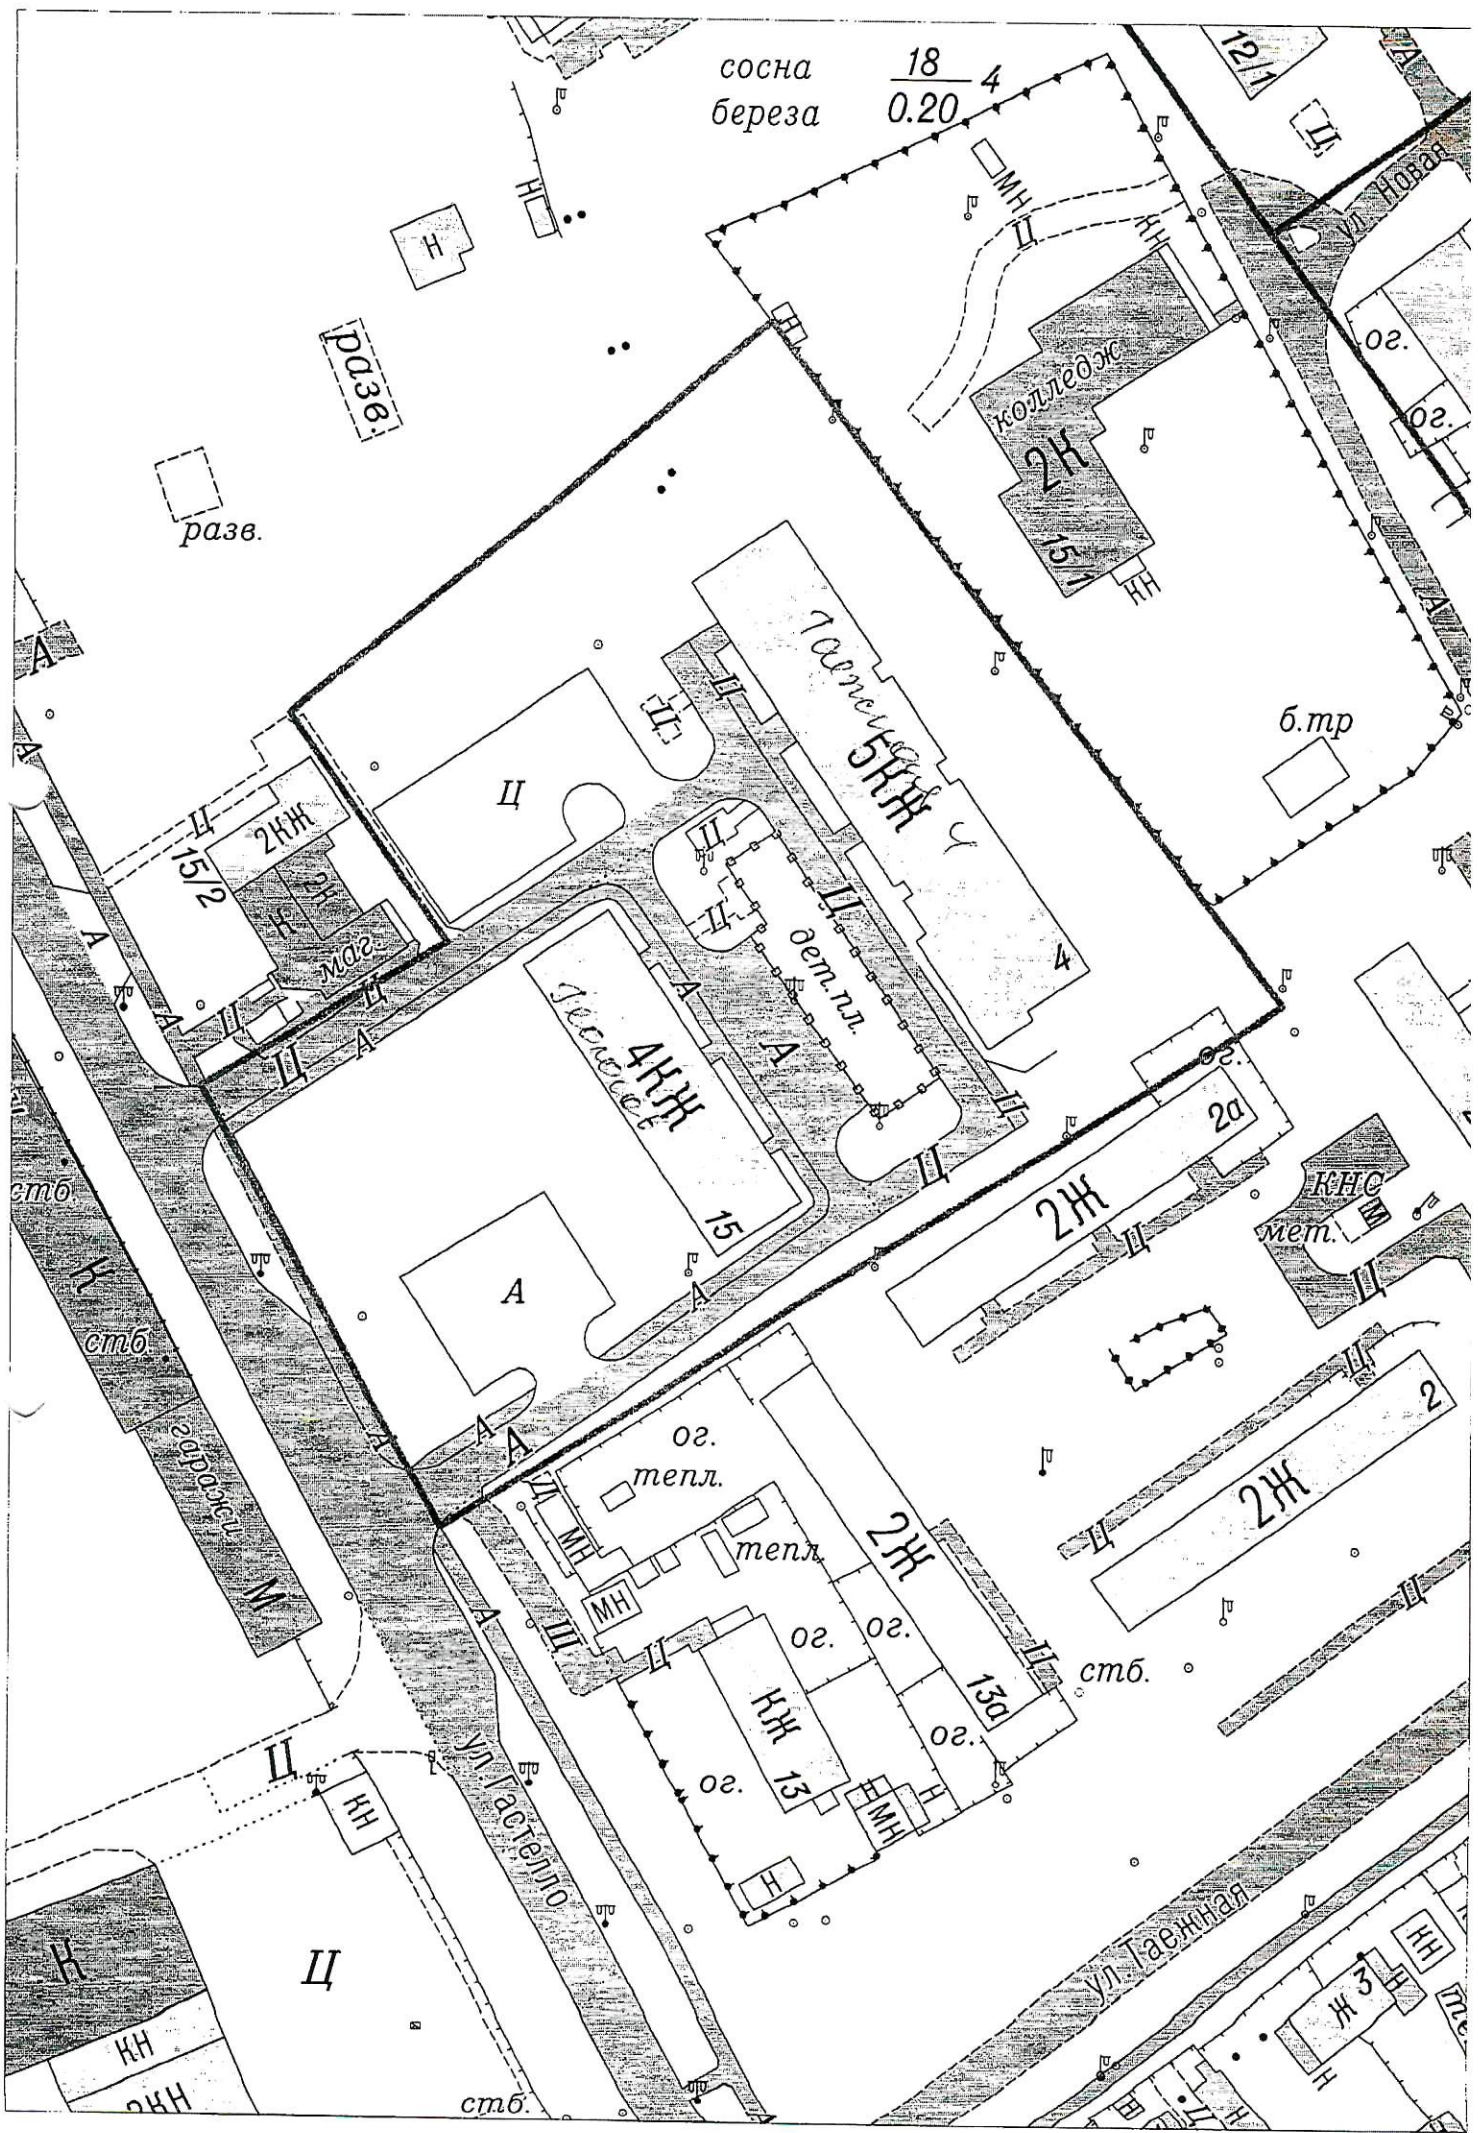 сосна
береза
18
0.20
4
12/1
А
Ц
ул Новая
Н
Н
МН
Ц
КН
Н
разв.
разв.
ог.
ог.
колледж
2К
15/1
КН
А
А
А
Ц
Ц
5КЖ
4
б.тр
Ц
Ц
15/2
2КЖ
2К
К
маг.
Ц
Ц
Ц
А
А
А
Ц
Ц
Ц
дет.пл.
А
А
4КЖ
15
Ц
Ц
ог.
2а
2Ж
Ц
КНС
мет.
М
Ц
стб.
К
стб.
гаражи
М
А
А
А
А
А
ог.
тепл.
МН
МН
тепл.
2Ж
13а
Ц
2Ж
2
Ц
Ц
Ц
А
Ц
КЖ
13
ог.
ог.
ог.
ог.
стб.
Н
МН
Н
Н
ул.Гастелло
Ц
КН
К
Ц
КН
2КН
стб.
ул.Таежная
КН
Ж
3
Н
Н